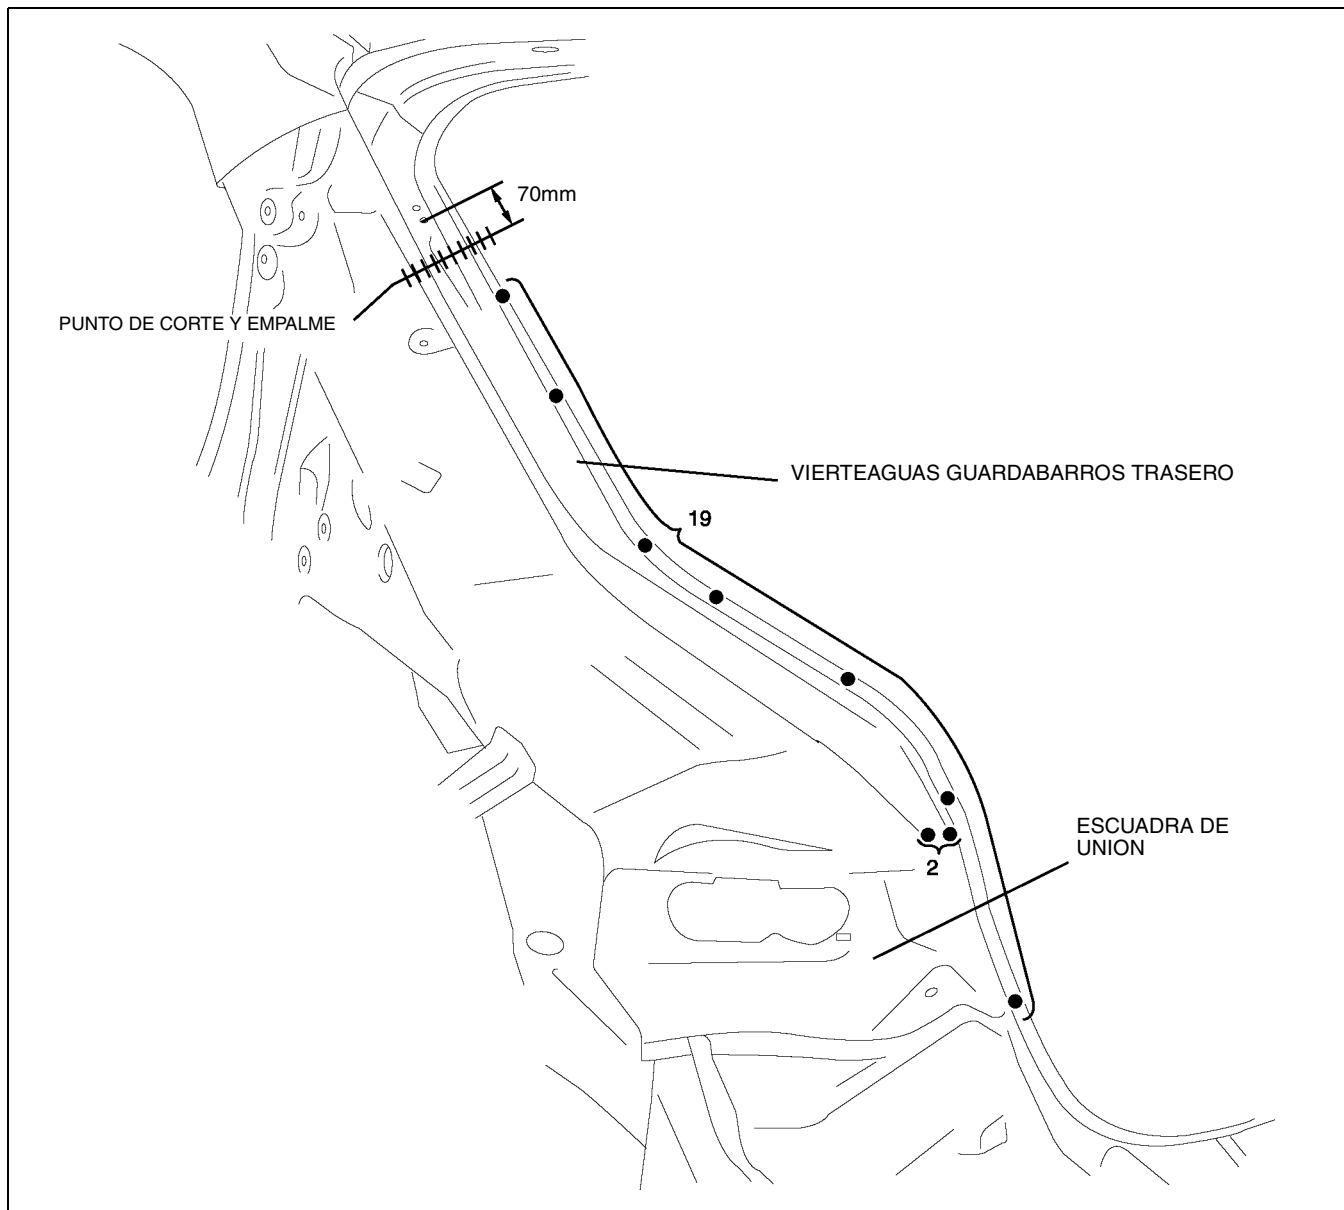 70mm
PUNTO DE CORTE Y EMPALME
VIERTEAGUAS GUARDABARROS TRASERO
19
ESCUADRA DE
UNION
2